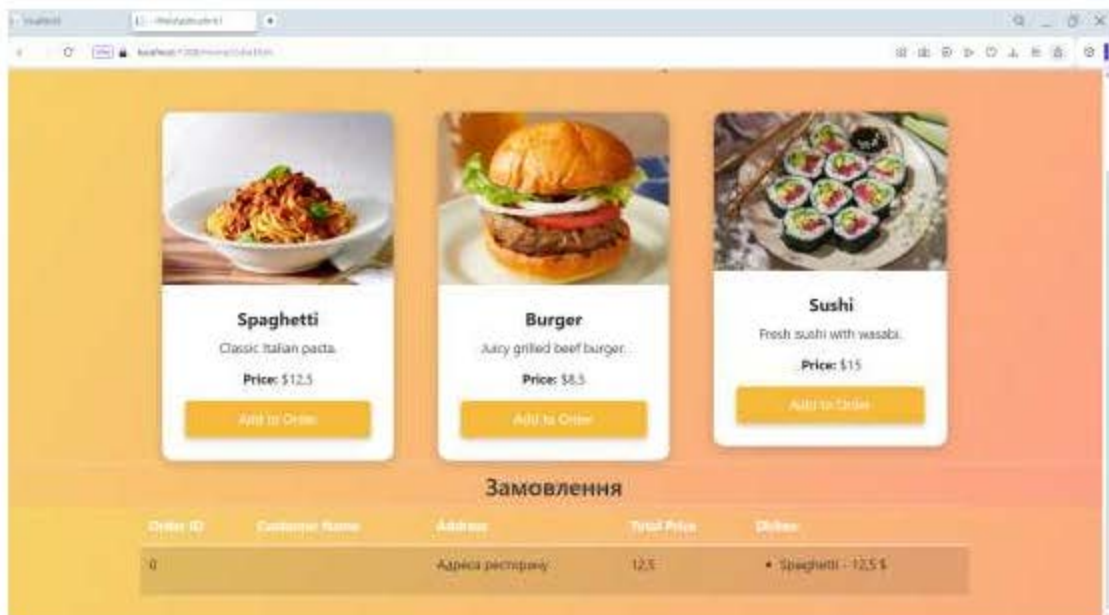 Spaghetti
Classic Italian pasta.
Price: $12,5
Add to Order
Burger
Juicy grilled beef burger.
Price: $8,5
Add to Order
Sushi
Fresh sushi with wasabi.
Price: $15
Add to Order
Замовлення
Order ID Customer Name Address Total Price Dishes
0 Адреса ресторану 12,5 • Spaghetti - 12,5 $